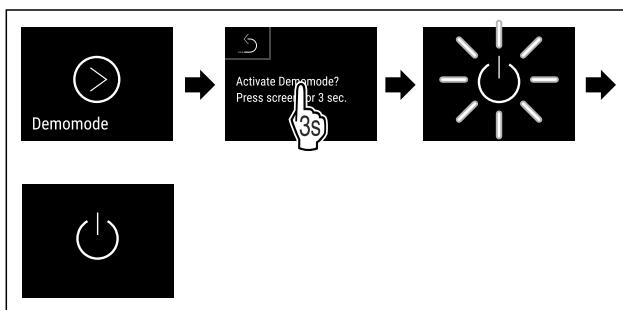 Demomode
Activate Demomode?
Press screen for 3 sec.
3s